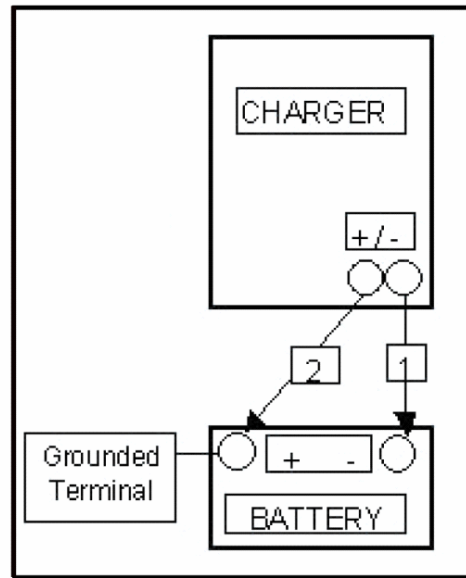 CHARGER
+/-
2
1
Grounded
Terminal
+ -
BATTERY